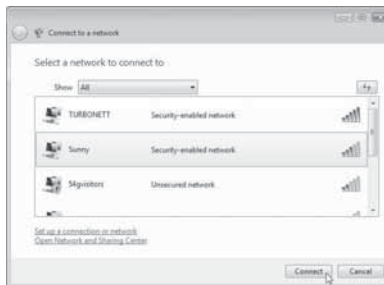 Connect to a network
Select a network to connect to
Show All
TURBONETT Security-enabled network
Sunny Security-enabled network
54gvisitors Unsecured network
Set up a connection or network
Open Network and Sharing Center
Connect Cancel